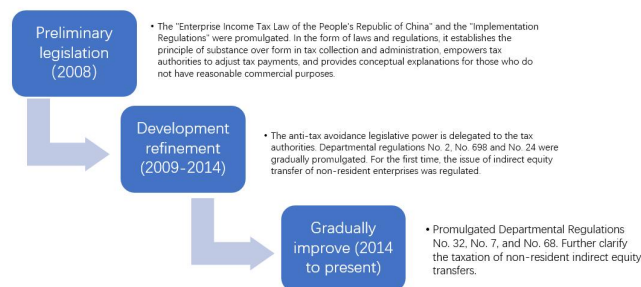 Preliminary
legislation
(2008)
• The "Enterprise Income Tax Law of the People's Republic of China" and the "Implementation
Regulations" were promulgated. In the form of laws and regulations, it establishes the
principle of substance over form in tax collection and administration, empowers tax
authorities to adjust tax payments, and provides conceptual explanations for those who do
not have reasonable commercial purposes.
Development
refinement
(2009-2014)
• The anti-tax avoidance legislative power is delegated to the tax
authorities. Departmental regulations No. 2, No. 698 and No. 24 were
gradually promulgated. For the first time, the issue of indirect equity
transfer of non-resident enterprises was regulated.
Gradually
improve (2014
to present)
• Promulgated Departmental Regulations
No. 32, No. 7, and No. 68. Further clarify
the taxation of non-resident indirect equity
transfers.